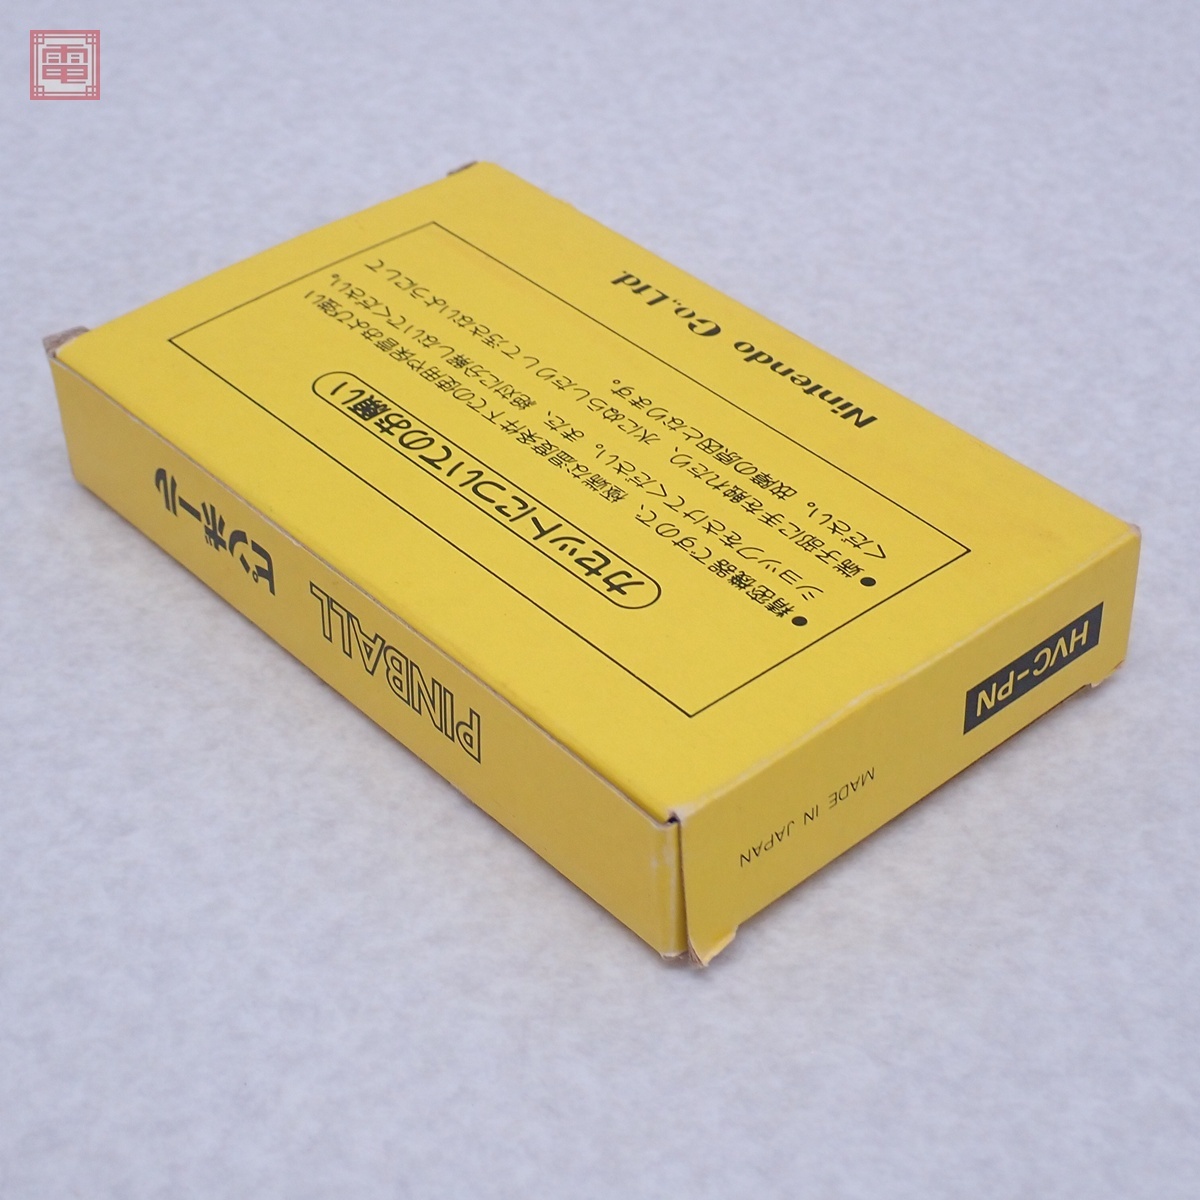 電
カセットについてのお願い
●精密機器ですので、極端な温度条件下での使用や保管および強い
ショックをさけてください。また、絶対に分解しないでください。
●端子部に手を触れたり、水にぬらしたりして汚さないようにして
ください。故障の原因となります。
Nintendo Co.,Ltd.
PINBALL ピンボール
HVC-PN
MADE IN JAPAN